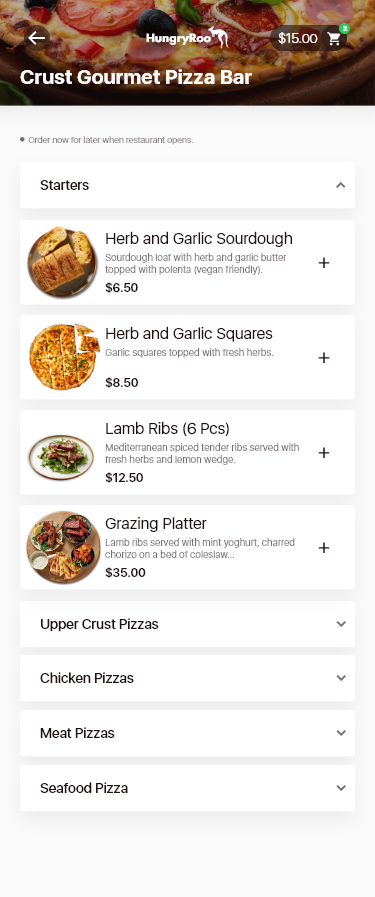 HungryRoo
$15.00
2
Crust Gourmet Pizza Bar
Order now for later when restaurant opens.
Starters
Herb and Garlic Sourdough
Sourdough loaf with herb and garlic butter
topped with polenta (vegan friendly).
$6.50
Herb and Garlic Squares
Garlic squares topped with fresh herbs.
$8.50
Lamb Ribs (6 Pcs)
Mediterranean spiced tender ribs served with
fresh herbs and lemon wedge.
$12.50
Grazing Platter
Lamb ribs served with mint yoghurt, charred
chorizo on a bed of coleslaw...
$35.00
Upper Crust Pizzas
Chicken Pizzas
Meat Pizzas
Seafood Pizza